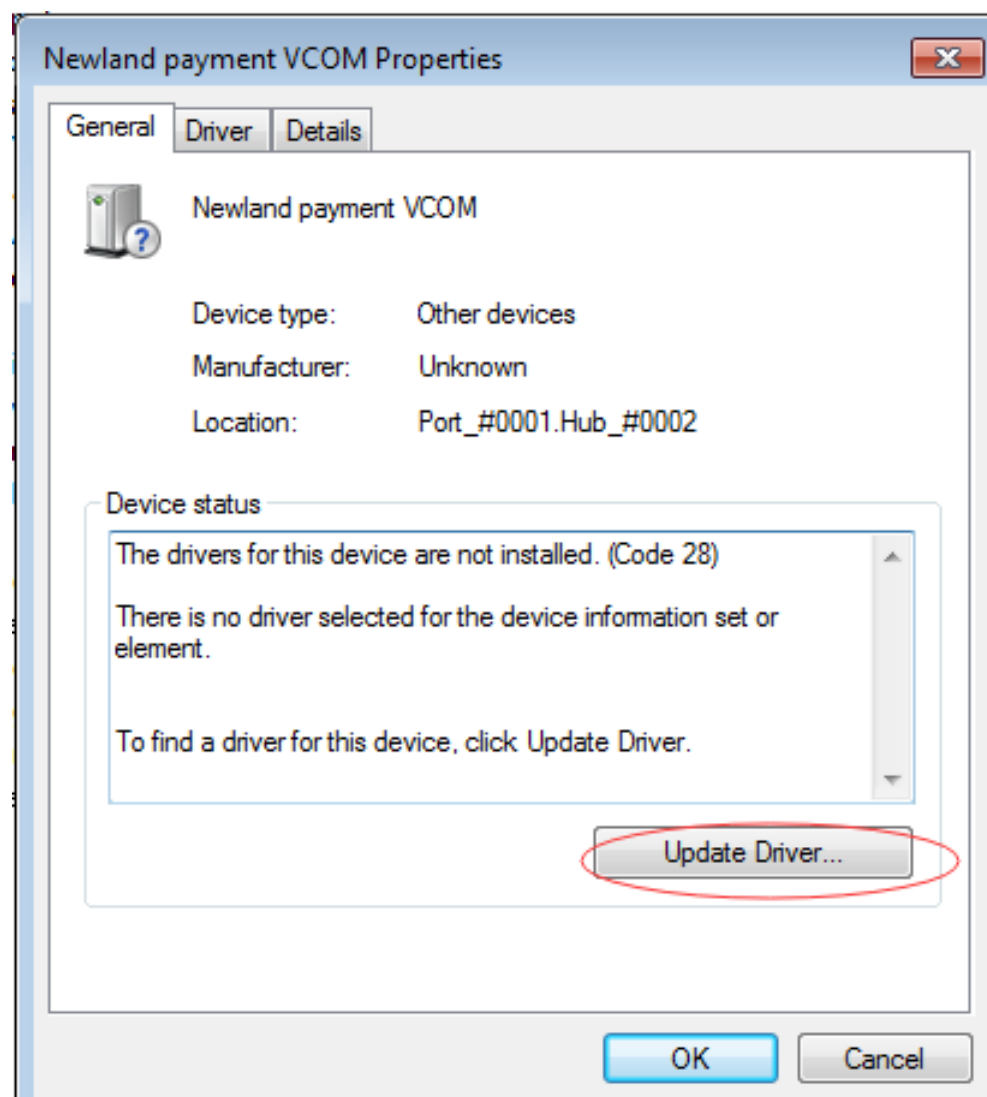 Newland payment VCOM Properties
General Driver Details
Newland payment VCOM
Device type: Other devices
Manufacturer: Unknown
Location: Port_#0001.Hub_#0002
Device status
The drivers for this device are not installed. (Code 28)
There is no driver selected for the device information set or
element.
To find a driver for this device, click Update Driver.
Update Driver...
OK Cancel